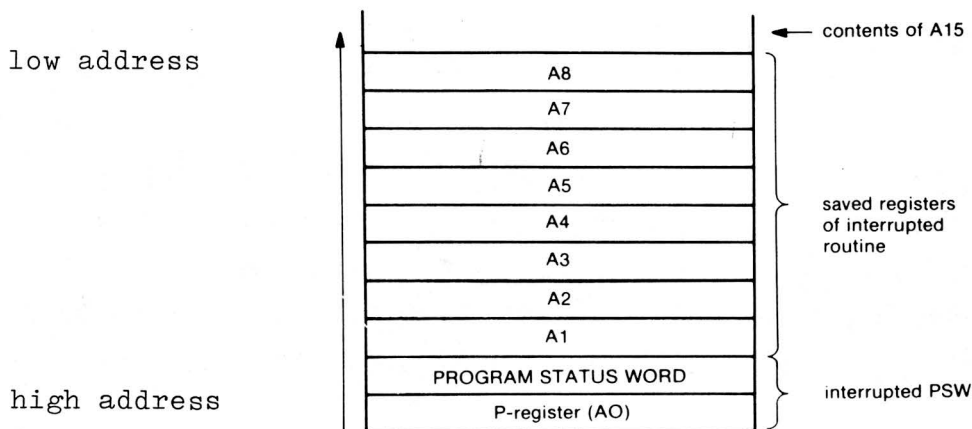 contents of A15
low address
A8
A7
A6
A5
A4
A3
A2
A1
saved registers
of interrupted
routine
PROGRAM STATUS WORD
P-register (AO)
interrupted PSW
high address